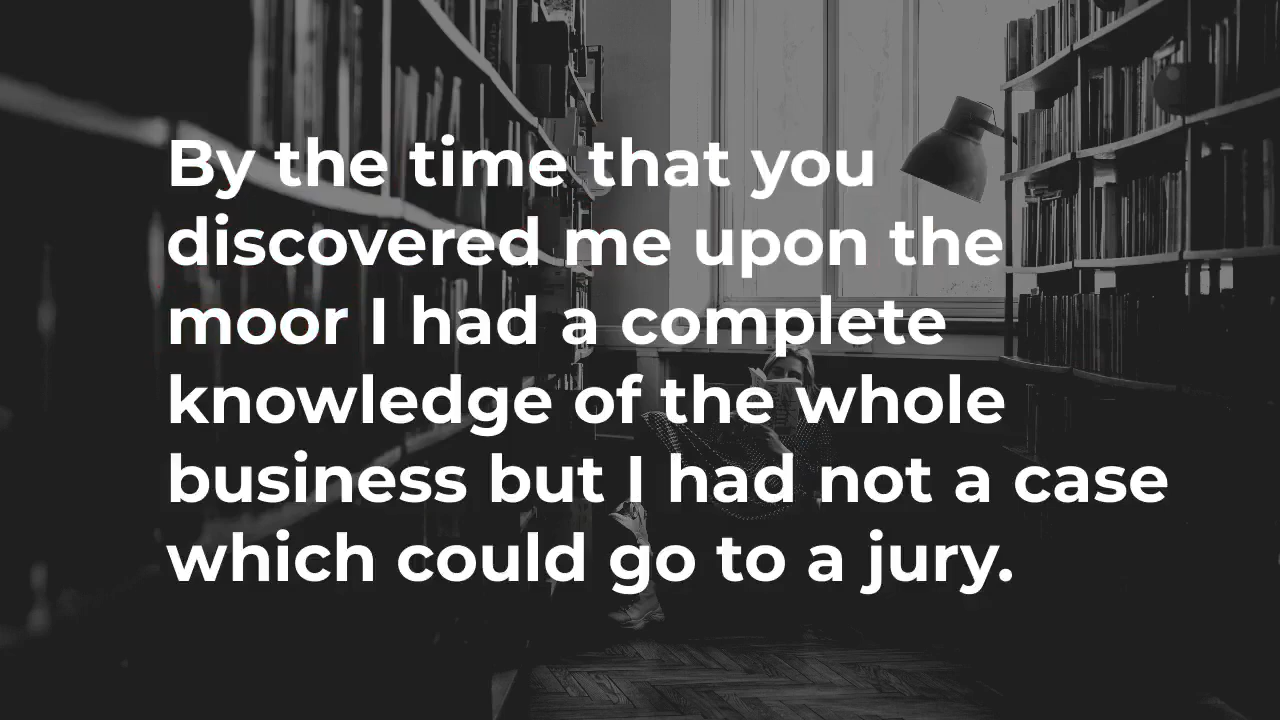 By the time that you
discovered me upon the
moor I had a complete
knowledge of the whole
business but I had not a case
which could go to a jury.